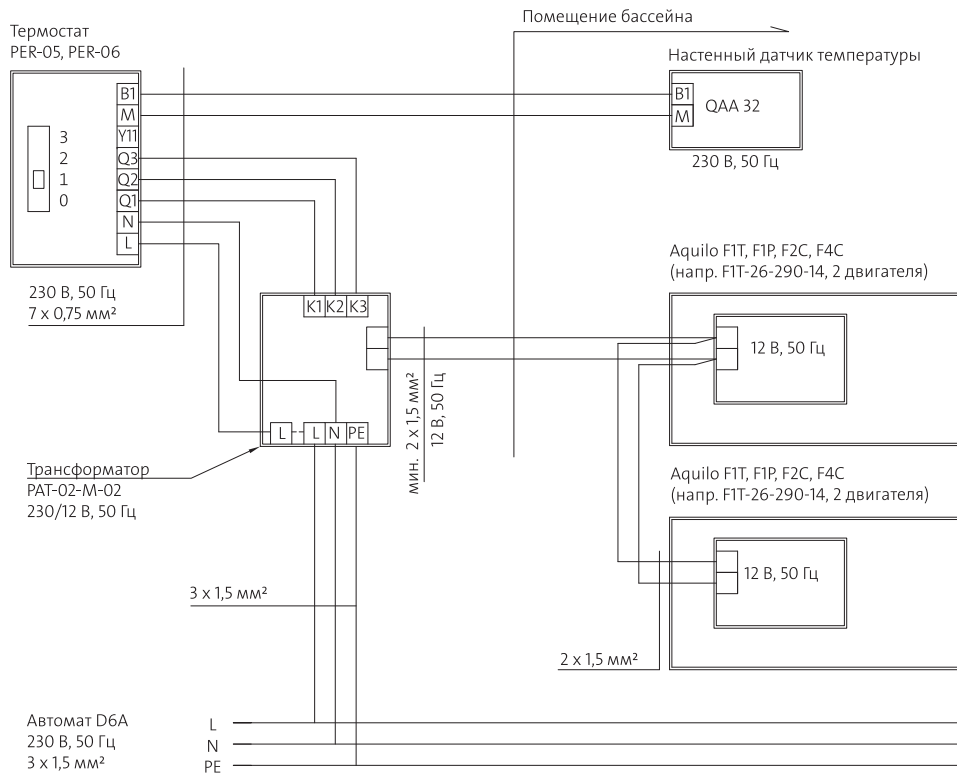 Помещение бассейна
Термостат
PER-05, PER-06
Настенный датчик температуры
B1
M
Y11
Q3
Q2
Q1
N
L
3
2
1
0
B1
M
QAA 32
230 В, 50 Гц
230 В, 50 Гц
7 x 0,75 мм²
Aquilo F1T, F1P, F2C, F4C
(напр. F1T-26-290-14, 2 двигателя)
K1 K2 K3
12 В, 50 Гц
мин. 2 x 1,5 мм²
12 В, 50 Гц
L L N PE
Трансформатор
PAT-02-M-02
230/12 В, 50 Гц
Aquilo F1T, F1P, F2C, F4C
(напр. F1T-26-290-14, 2 двигателя)
12 В, 50 Гц
3 x 1,5 мм²
2 x 1,5 мм²
Автомат D6A
230 В, 50 Гц
3 x 1,5 мм²
L
N
PE